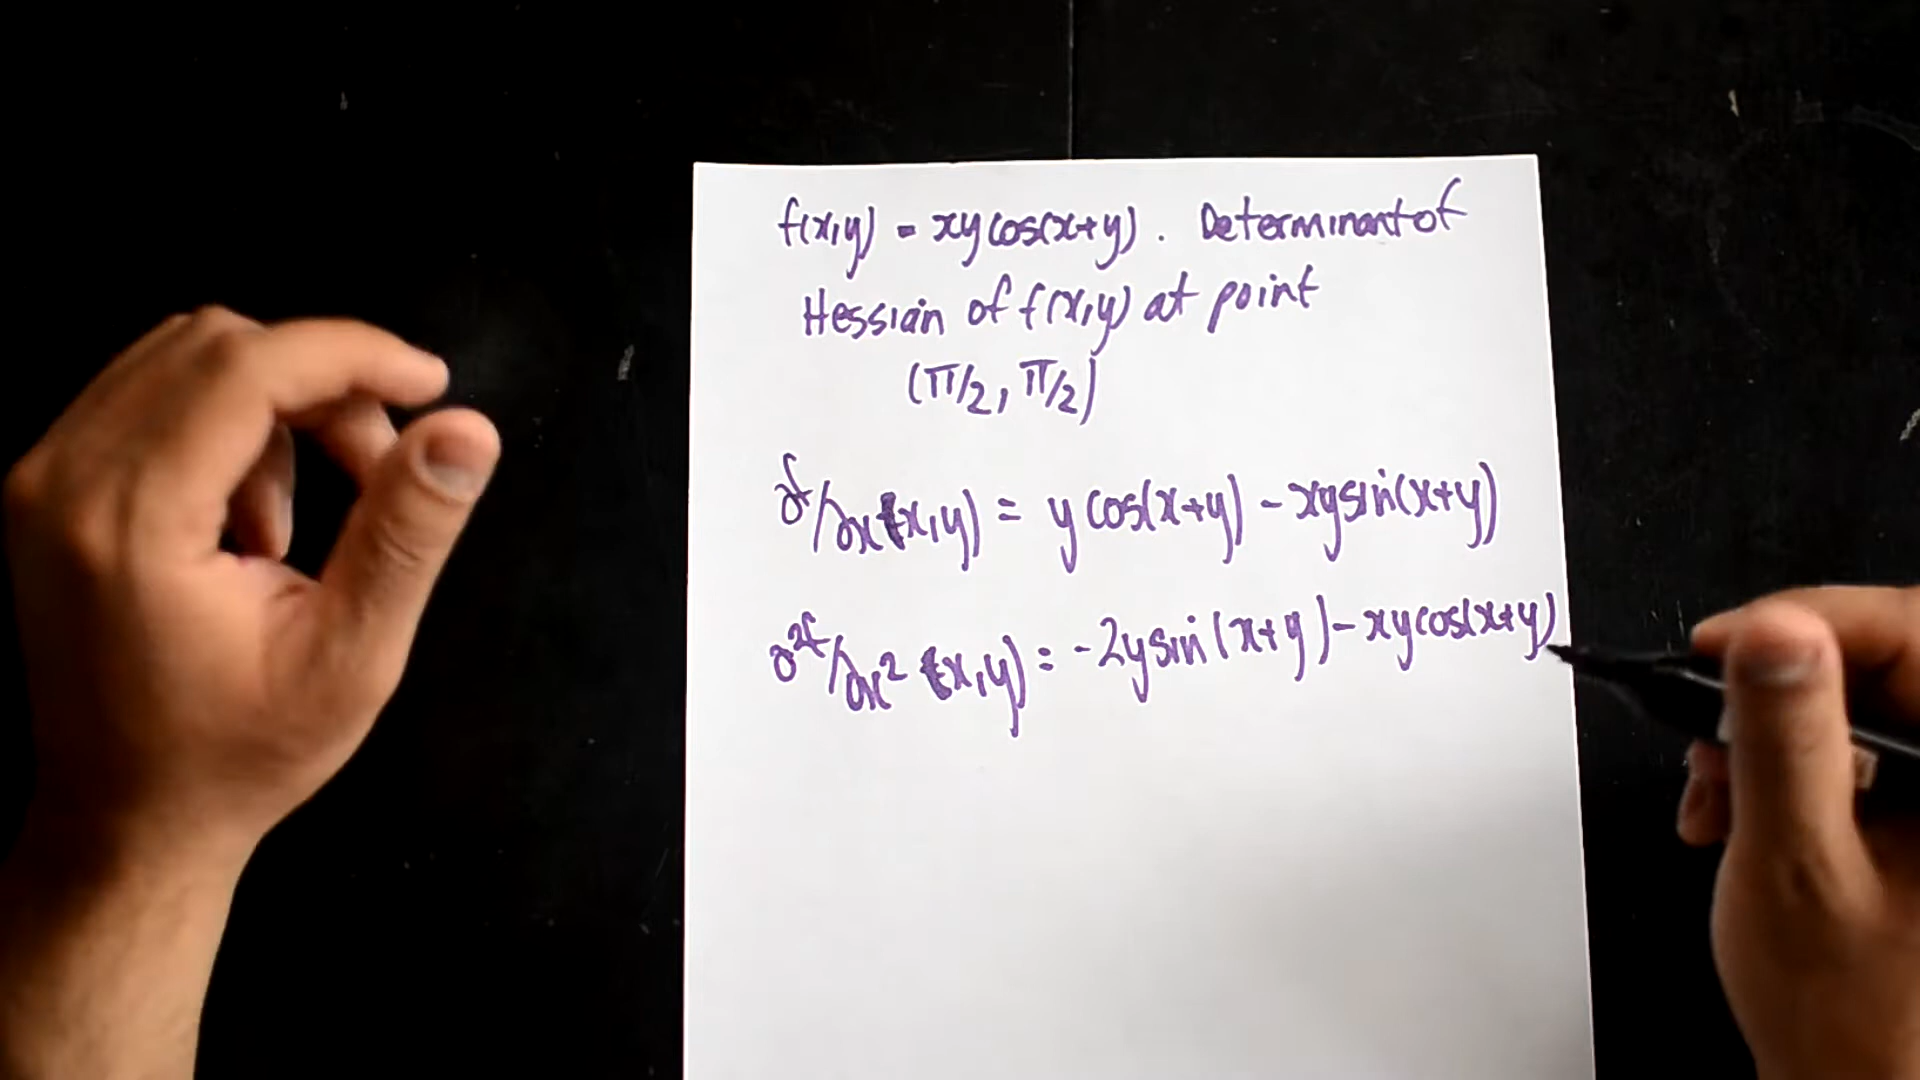 f(x,y) = xy cos(x+y). Determinant of
Hessian of f(x,y) at point
(π/2, π/2)
∂f/∂x (x,y) = y cos(x+y) - xy sin(x+y)
∂²f/∂x² (x,y) = -2y sin(x+y) - xy cos(x+y)